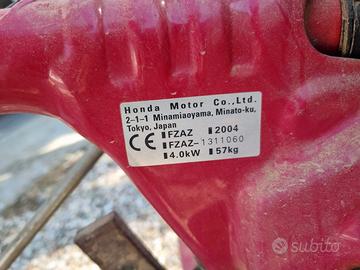 Honda Motor Co.,Ltd.
2-1-1 Minamiaoyama, Minato-ku,
Tokyo, Japan
CE
FZAZ 2004
FZAZ-1311060
4.0kW 57kg
subito